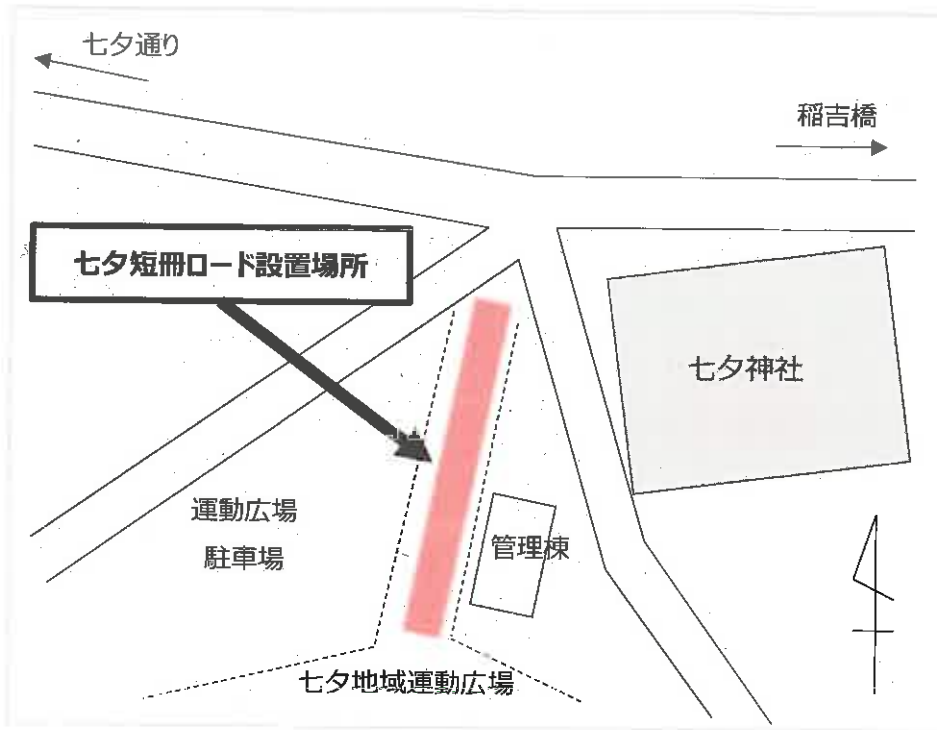 七夕通り
稲吉橋
七夕短冊ロード設置場所
七夕神社
運動広場
駐車場
管理棟
七夕地域運動広場